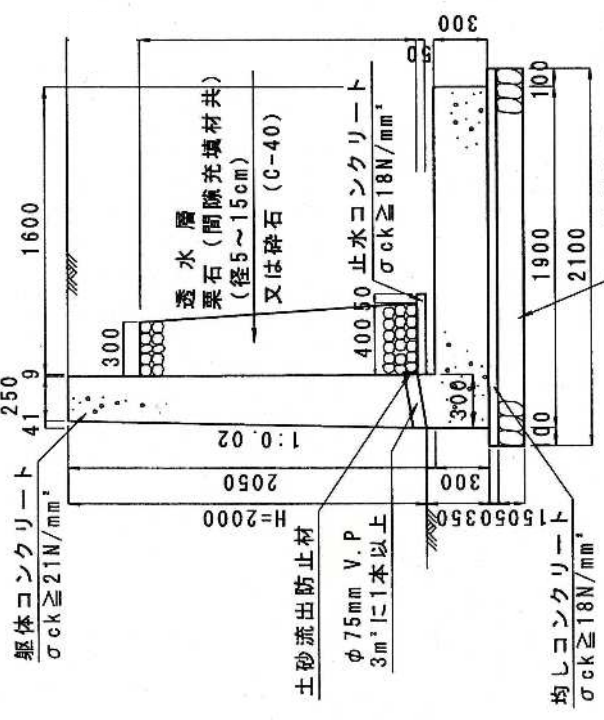 躯体コンクリート
σck≧21N/mm²
250
41
9
1600
300
透水層
栗石(間隙充填材共)
(径5~15cm)
又は砕石(C-40)
1:0.02
2050
H=2000
400
50
50
止水コンクリート
σck≧18N/mm²
土砂流出防止材
φ75mm V.P
3m²に1本以上
300
300
300
15050350
均しコンクリート
σck≧18N/mm²
1900
100
2100